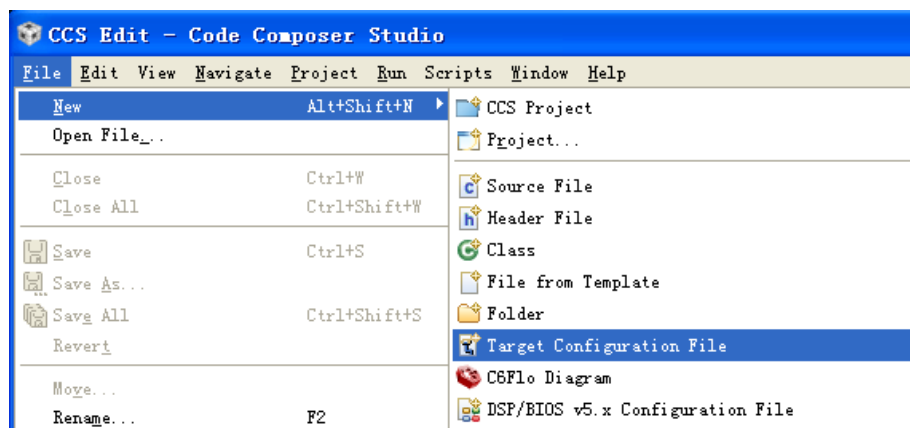 CCS Edit - Code Composer Studio
File Edit View Navigate Project Run Scripts Window Help
New Alt+Shift+N
Open File...
Close Ctrl+W
Close All Ctrl+Shift+W
Save Ctrl+S
Save As...
Save All Ctrl+Shift+S
Revert
Move...
Rename... F2
CCS Project
Project...
Source File
Header File
Class
File from Template
Folder
Target Configuration File
C6Flo Diagram
DSP/BIOS v5.x Configuration File